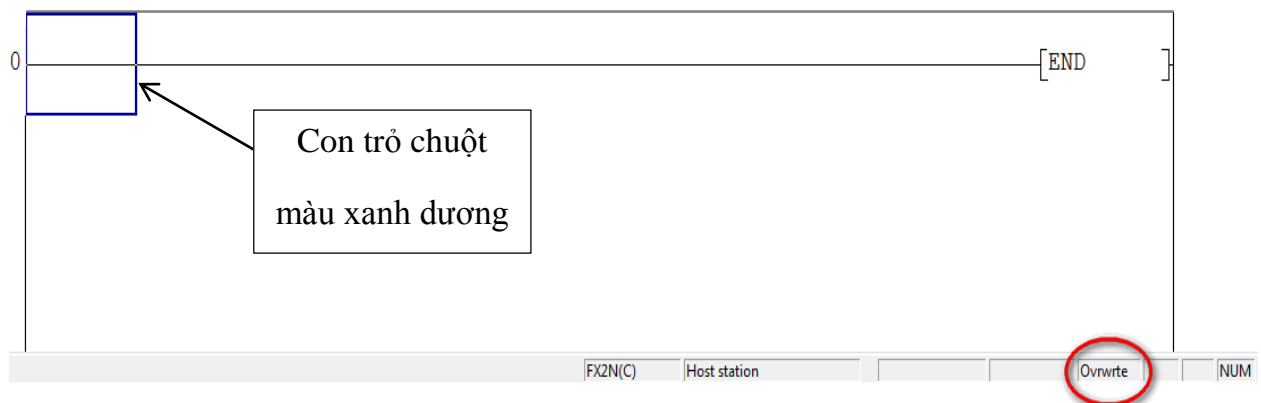 0
[END ]
Con trỏ chuột
màu xanh dương
FX2N(C) Host station Ovrwrte NUM